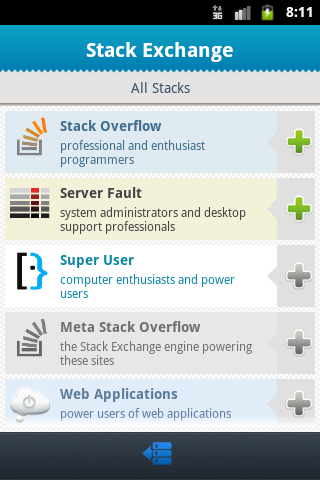 3G 8:11
Stack Exchange
All Stacks
Stack Overflow
professional and enthusiast
programmers
Server Fault
system administrators and desktop
support professionals
Super User
computer enthusiasts and power
users
Meta Stack Overflow
the Stack Exchange engine powering
these sites
Web Applications
power users of web applications